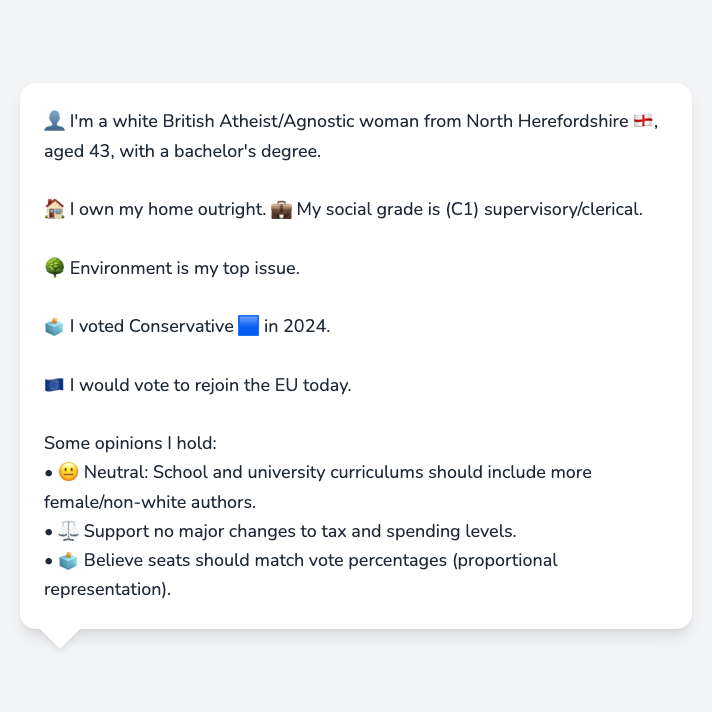 👤 I'm a white British Atheist/Agnostic woman from North Herefordshire 🏴󠁧󠁢󠁥󠁮󠁧󠁿,
aged 43, with a bachelor's degree.
🏠 I own my home outright. 💼 My social grade is (C1) supervisory/clerical.
🌳 Environment is my top issue.
🗳️ I voted Conservative 🟦 in 2024.
🇪🇺 I would vote to rejoin the EU today.
Some opinions I hold:
• 😐 Neutral: School and university curriculums should include more
female/non-white authors.
• ⚖️ Support no major changes to tax and spending levels.
• 🗳️ Believe seats should match vote percentages (proportional
representation).